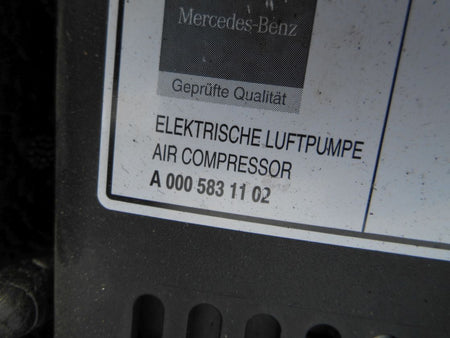 Mercedes-Benz
Geprüfte Qualität
ELEKTRISCHE LUFTPUMPE
AIR COMPRESSOR
A 000 583 11 02